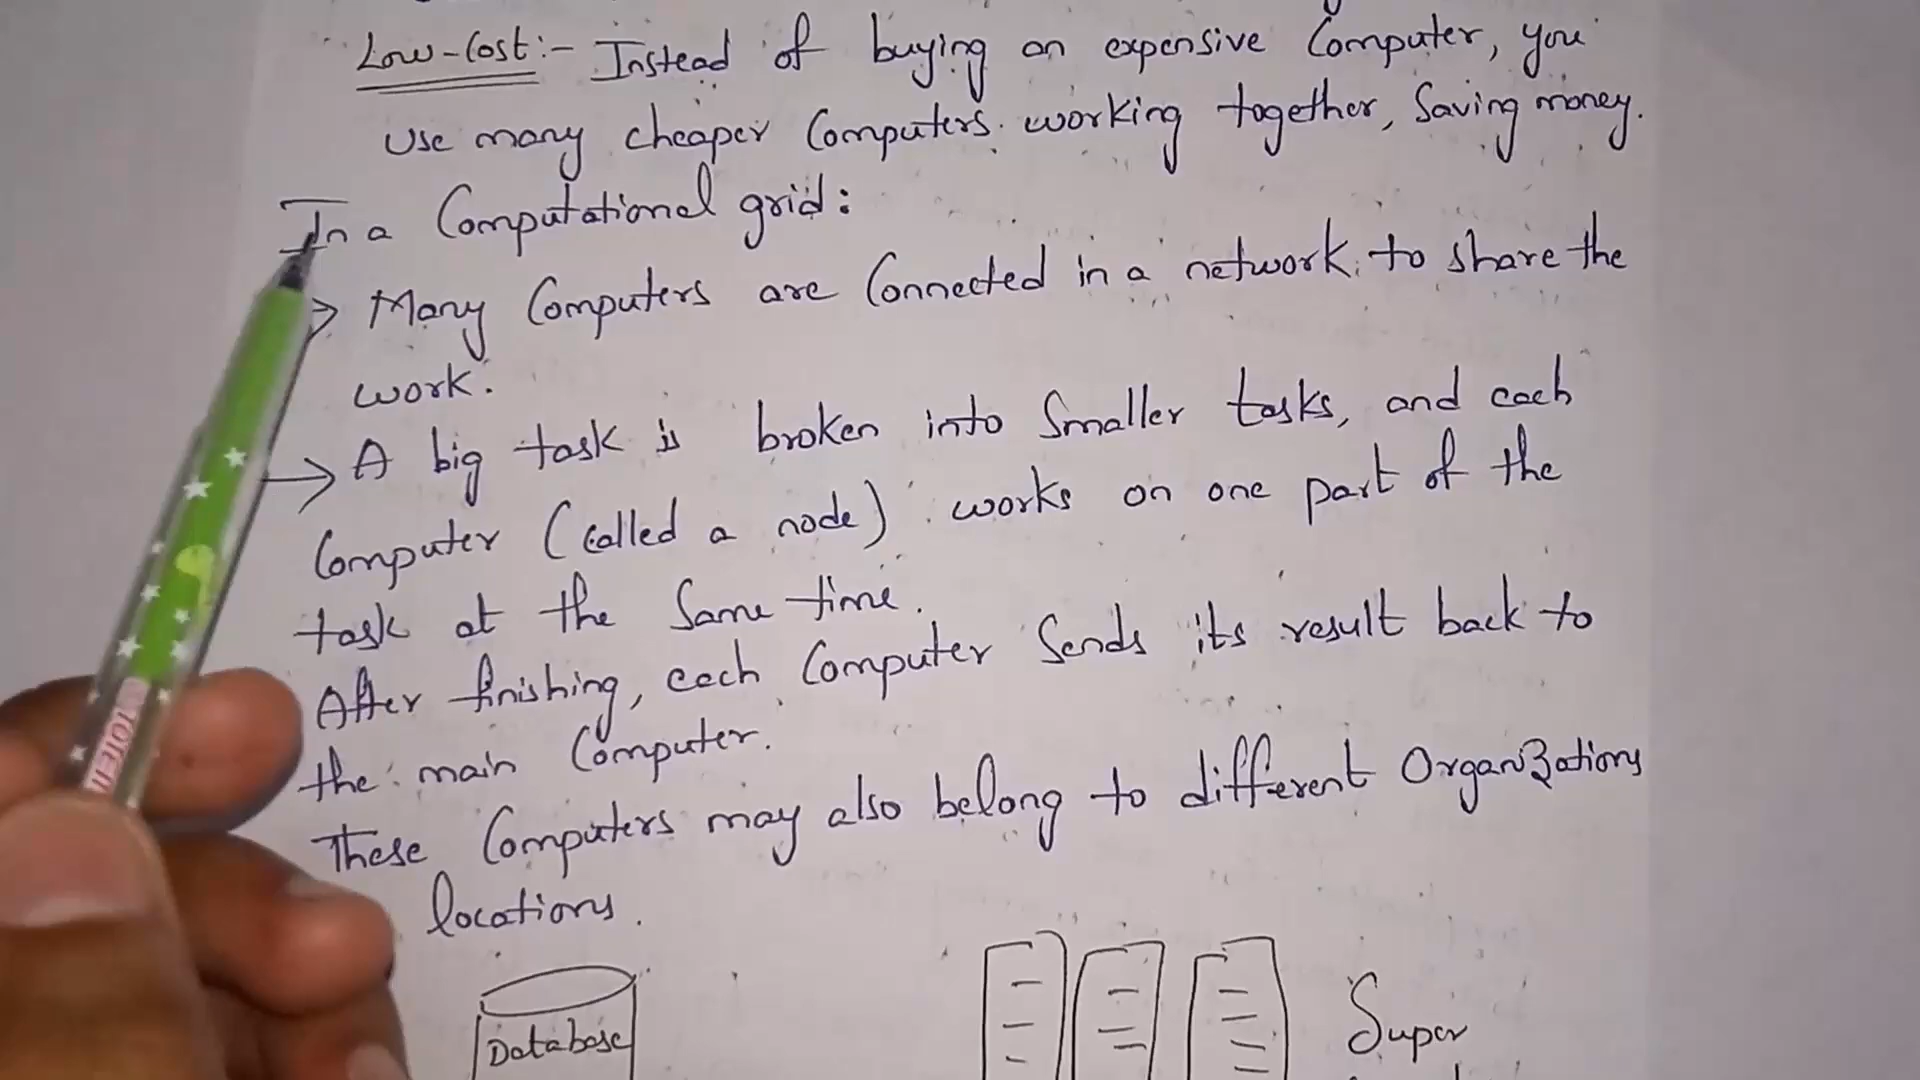 Low-Cost:- Instead of buying an expensive Computer, you
use many cheaper Computers working together, Saving money.
In a Computational grid:
→ Many Computers are Connected in a network to share the
work.
→ A big task is broken into Smaller tasks, and each
Computer (Called a node) works on one part of the
task at the Same time.
After finishing, each Computer Sends its result back to
the main Computer.
These Computers may also belong to different Organizations
locations.
Database
Super